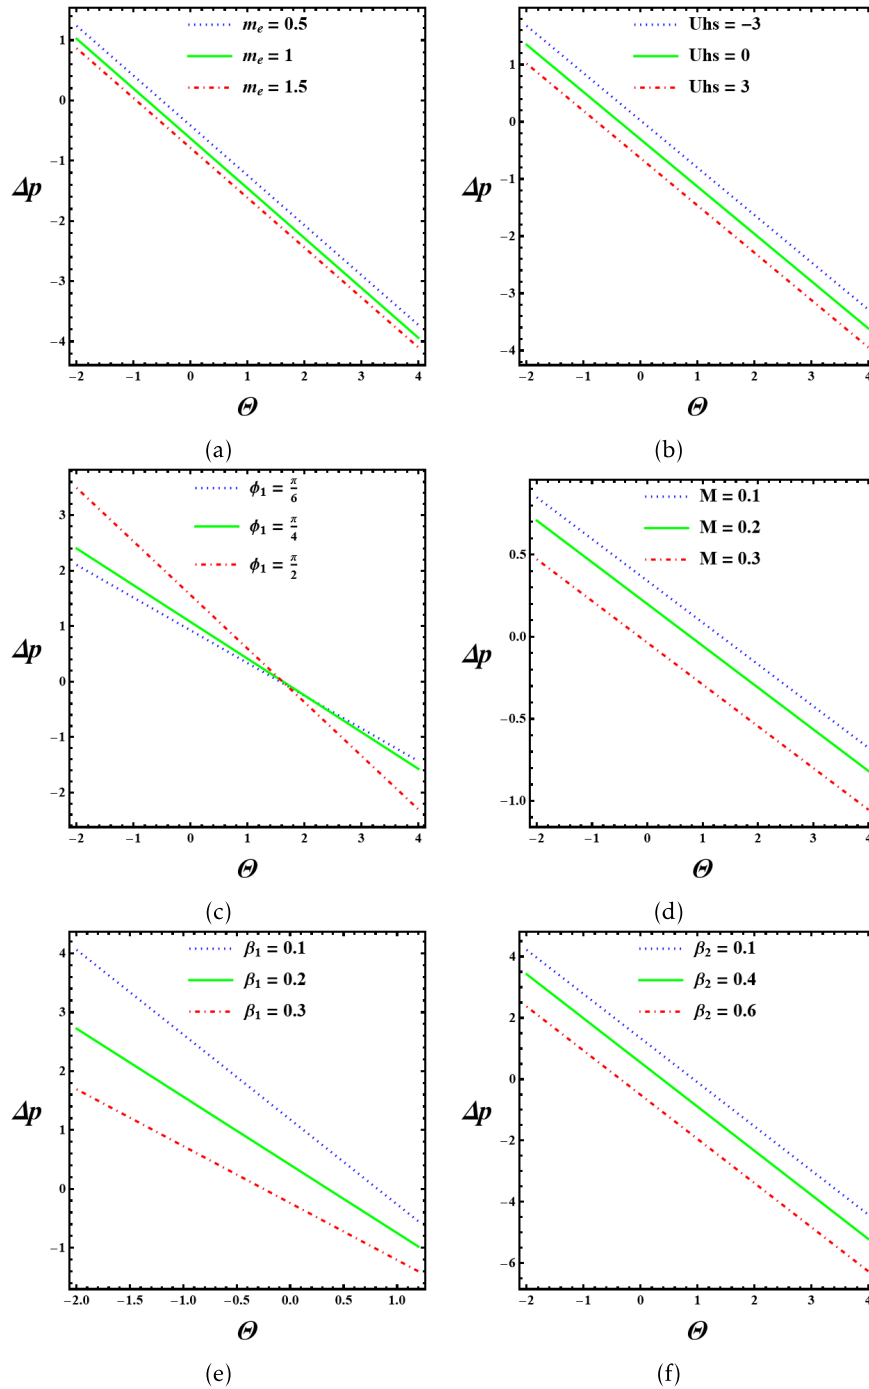 m_e = 0.5
m_e = 1
m_e = 1.5
1
0
−1
−2
−3
−4
Δp
−2 −1 0 1 2 3 4
Θ
(a)
Uhs = −3
Uhs = 0
Uhs = 3
1
0
−1
−2
−3
−4
Δp
−2 −1 0 1 2 3 4
Θ
(b)
ϕ₁ = π/6
ϕ₁ = π/4
ϕ₁ = π/2
3
2
1
0
−1
−2
Δp
−2 −1 0 1 2 3 4
Θ
(c)
M = 0.1
M = 0.2
M = 0.3
0.5
0.0
−0.5
−1.0
Δp
−2 −1 0 1 2 3 4
Θ
(d)
β₁ = 0.1
β₁ = 0.2
β₁ = 0.3
4
3
2
1
0
−1
Δp
−2.0 −1.5 −1.0 −0.5 0.0 0.5 1.0
Θ
(e)
β₂ = 0.1
β₂ = 0.4
β₂ = 0.6
4
2
0
−2
−4
−6
Δp
−2 −1 0 1 2 3 4
Θ
(f)